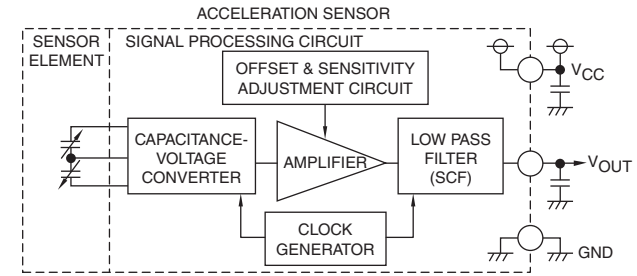 ACCELERATION SENSOR
SENSOR
ELEMENT
SIGNAL PROCESSING CIRCUIT
OFFSET & SENSITIVITY
ADJUSTMENT CIRCUIT
VCC
CAPACITANCE-
VOLTAGE
CONVERTER
AMPLIFIER
LOW PASS
FILTER
(SCF)
VOUT
CLOCK
GENERATOR
GND